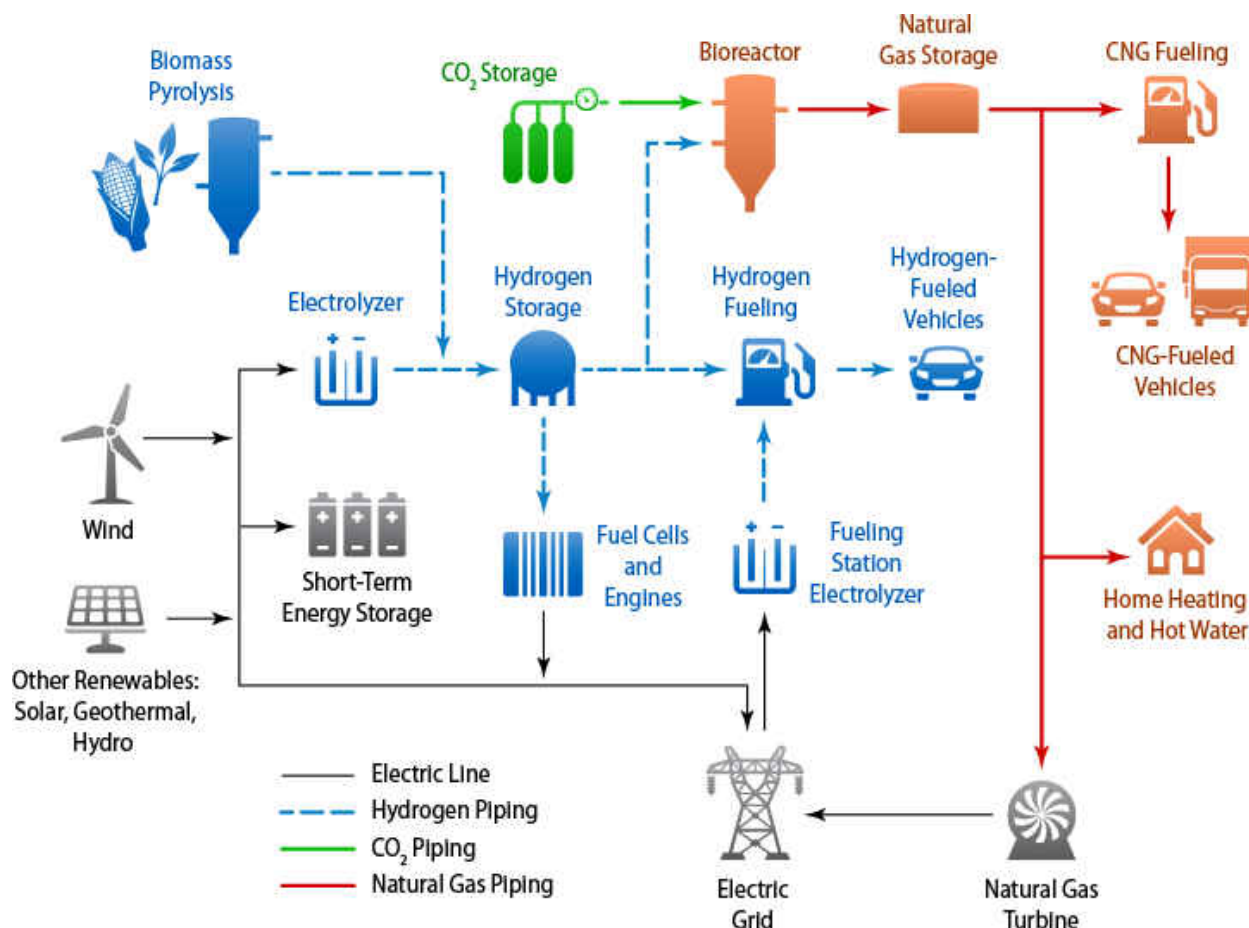 Biomass
Pyrolysis
CO₂ Storage
Bioreactor
Natural
Gas Storage
CNG Fueling
Electrolyzer
+ −
Hydrogen
Storage
Hydrogen
Fueling
Hydrogen-
Fueled
Vehicles
CNG-Fueled
Vehicles
Wind
+ + +
− − −
Short-Term
Energy Storage
Fuel Cells
and
Engines
+ −
Fueling
Station
Electrolyzer
Home Heating
and Hot Water
Other Renewables:
Solar, Geothermal,
Hydro
Electric Line
Hydrogen Piping
CO₂ Piping
Natural Gas Piping
Electric
Grid
Natural Gas
Turbine